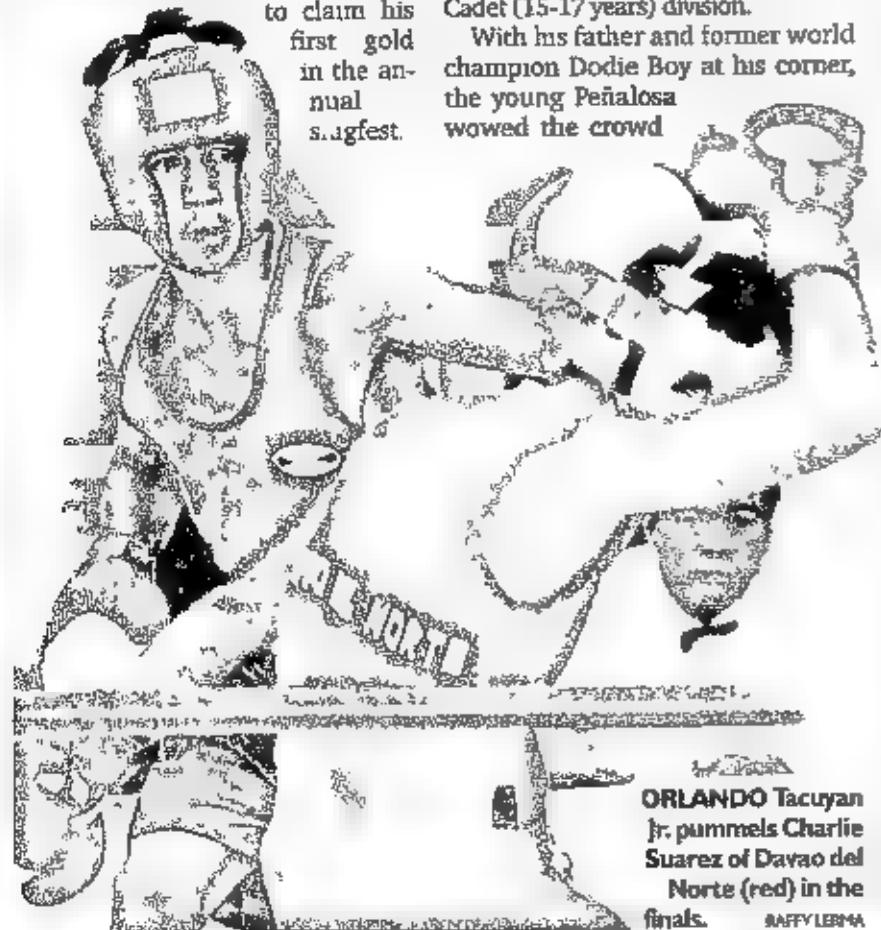 to claim his
first gold
in the an-
nual
slugfest.
Cadet (15-17 years) division.
With his father and former world
champion Dodie Boy at his corner,
the young Peñalosa
wowed the crowd
NORTE
ORLANDO Tacuyan
Jr. pummels Charlie
Suarez of Davao del
Norte (red) in the
finals.
RAFFY LERMA